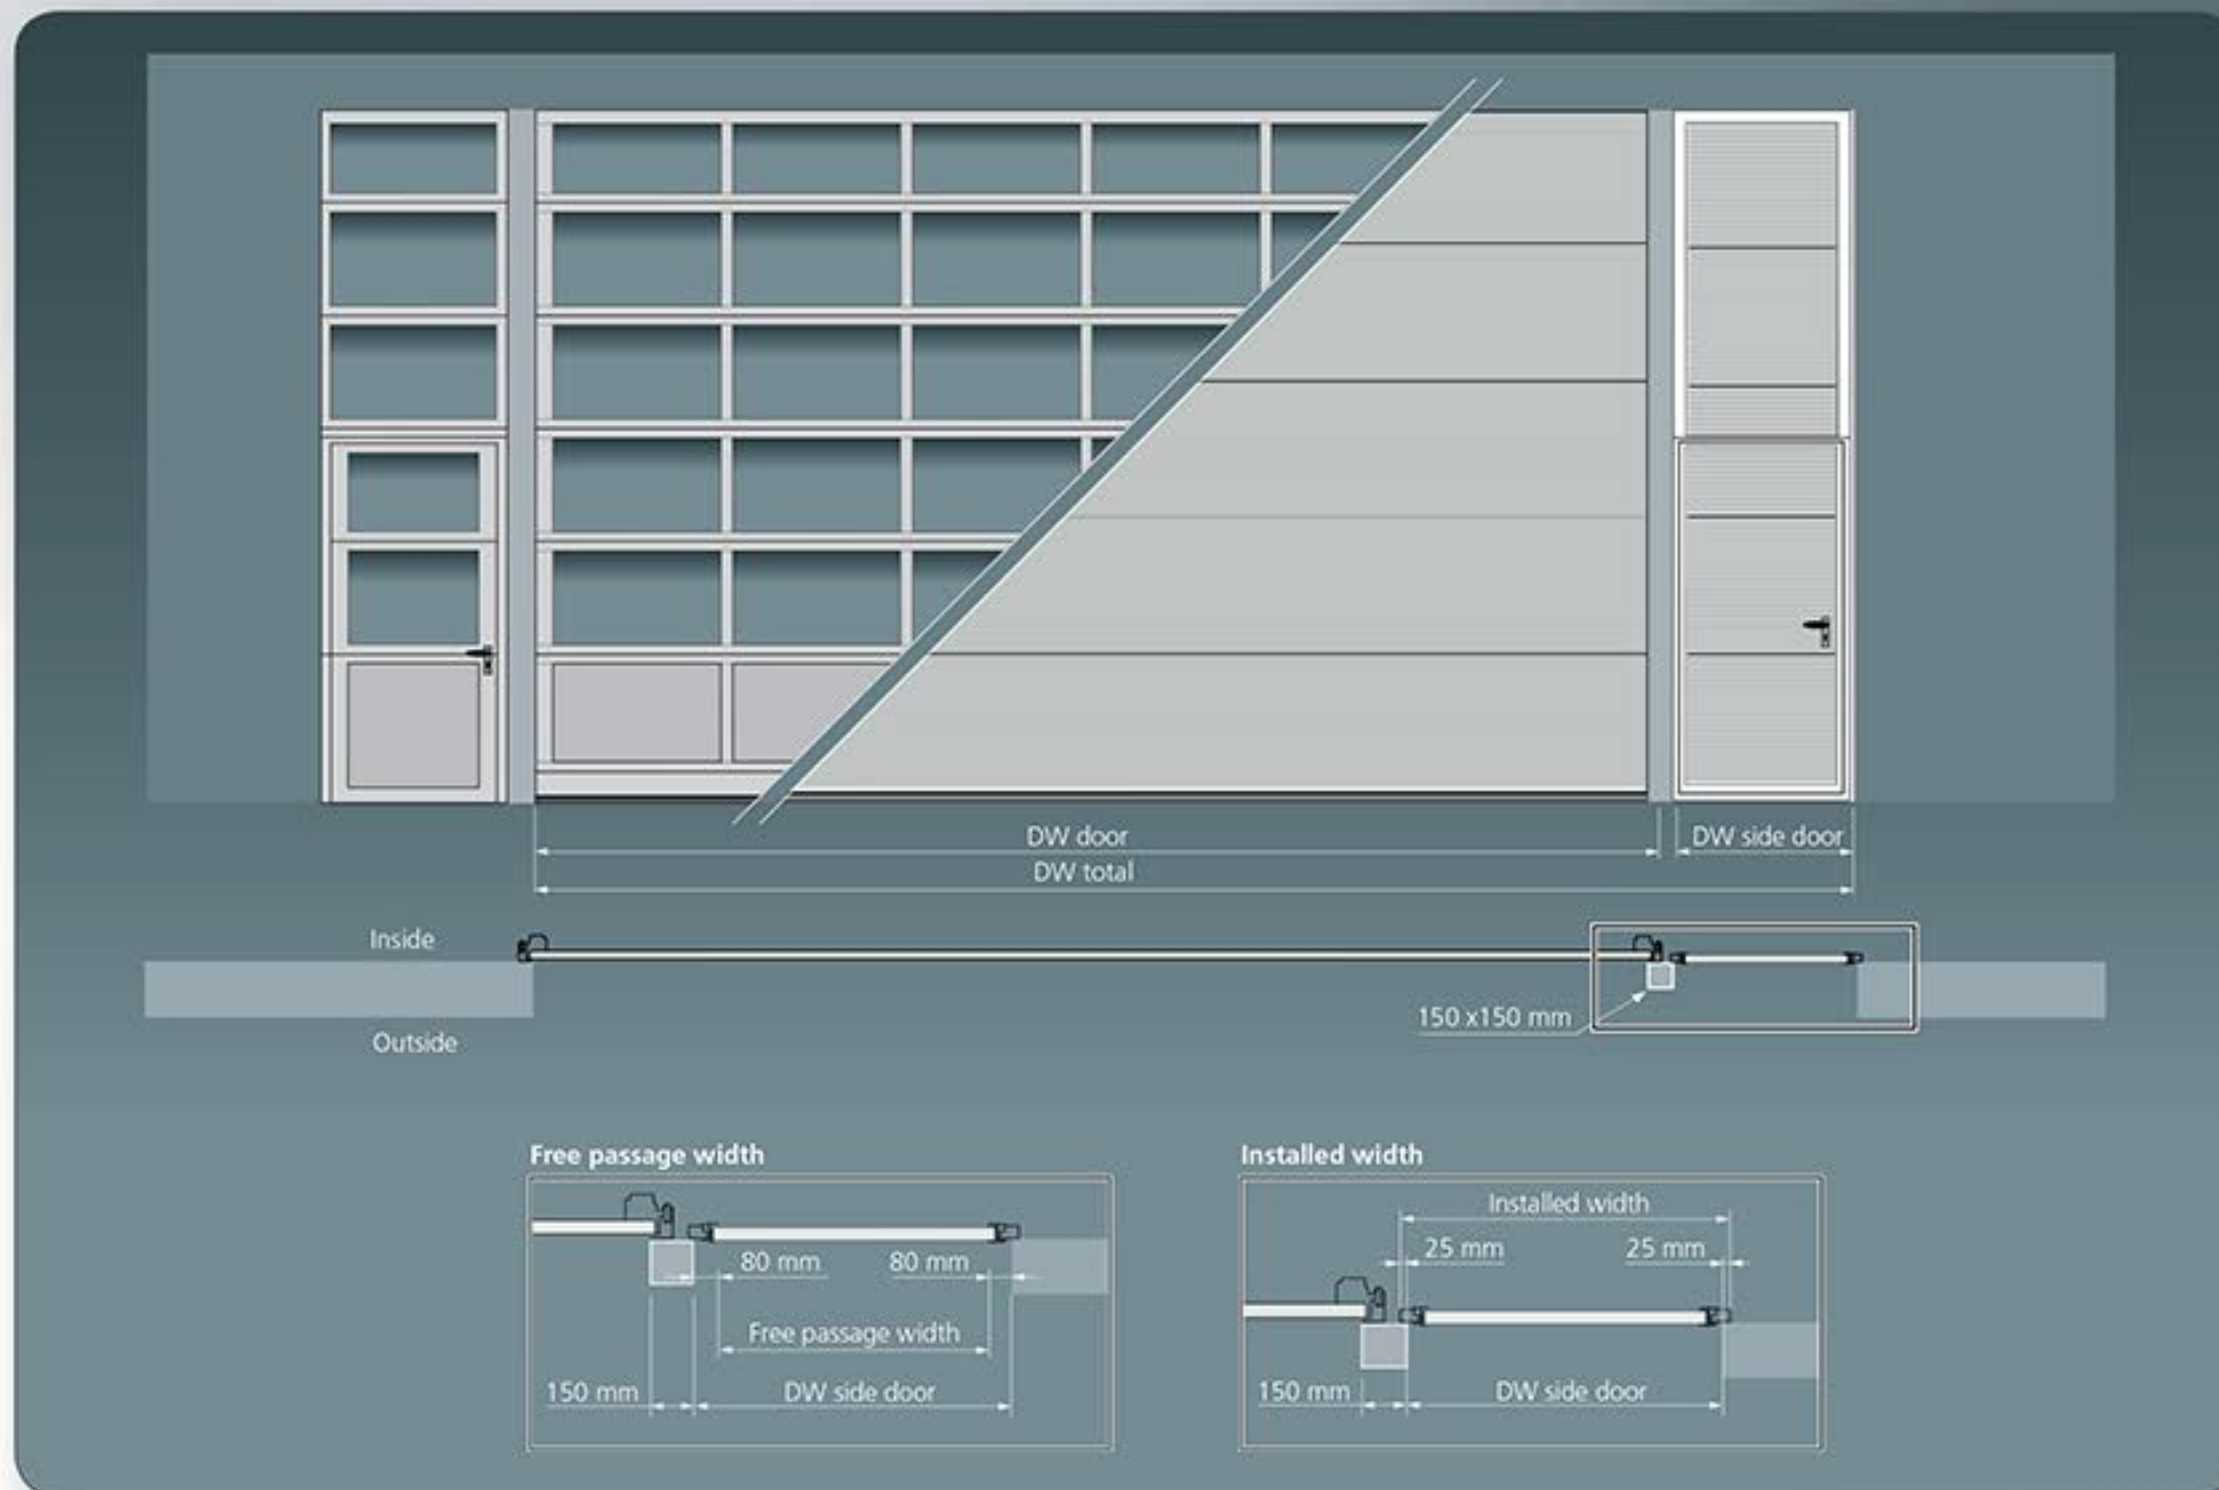 DW door
DW side door
DW total
Inside
150 x150 mm
Outside
Free passage width
80 mm
80 mm
Free passage width
150 mm
DW side door
Installed width
Installed width
25 mm
25 mm
150 mm
DW side door